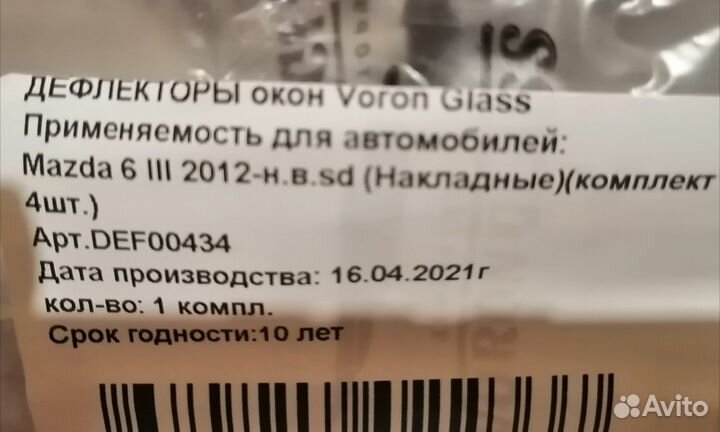 ДЕФЛЕКТОРЫ окон Voron Glass
Применяемость для автомобилей:
Mazda 6 III 2012-н.в.sd (Накладные)(комплект
4шт.)
Арт.DEF00434
Дата производства: 16.04.2021г
кол-во: 1 компл.
Срок годности:10 лет
Avito